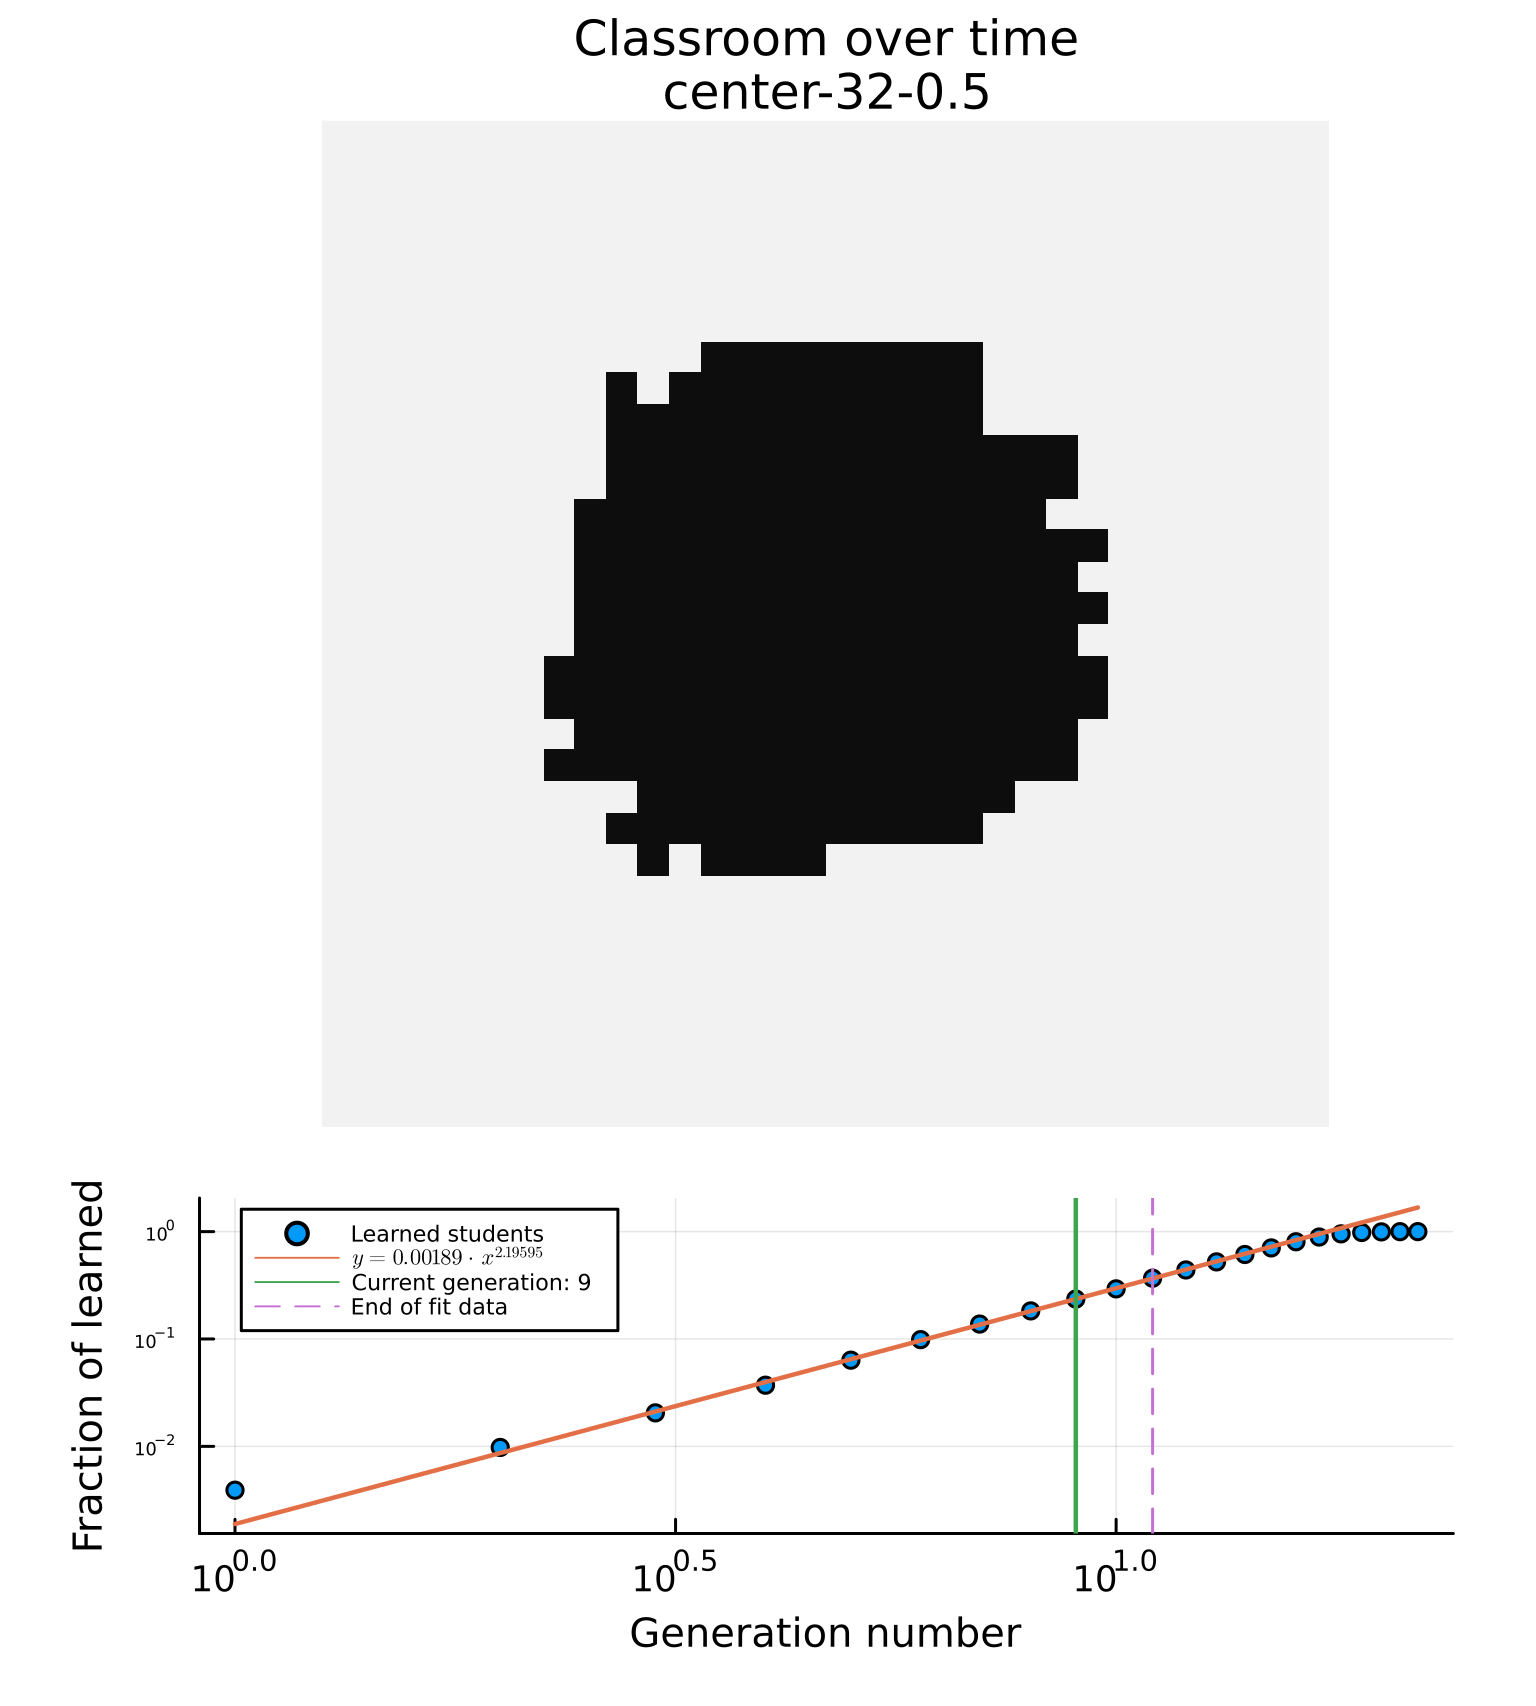 Classroom over time
center-32-0.5
Fraction of learned
10^0
10^-1
10^-2
Learned students
y = 0.00189 · x^2.19595
Current generation: 9
End of fit data
10^0.0
10^0.5
10^1.0
Generation number